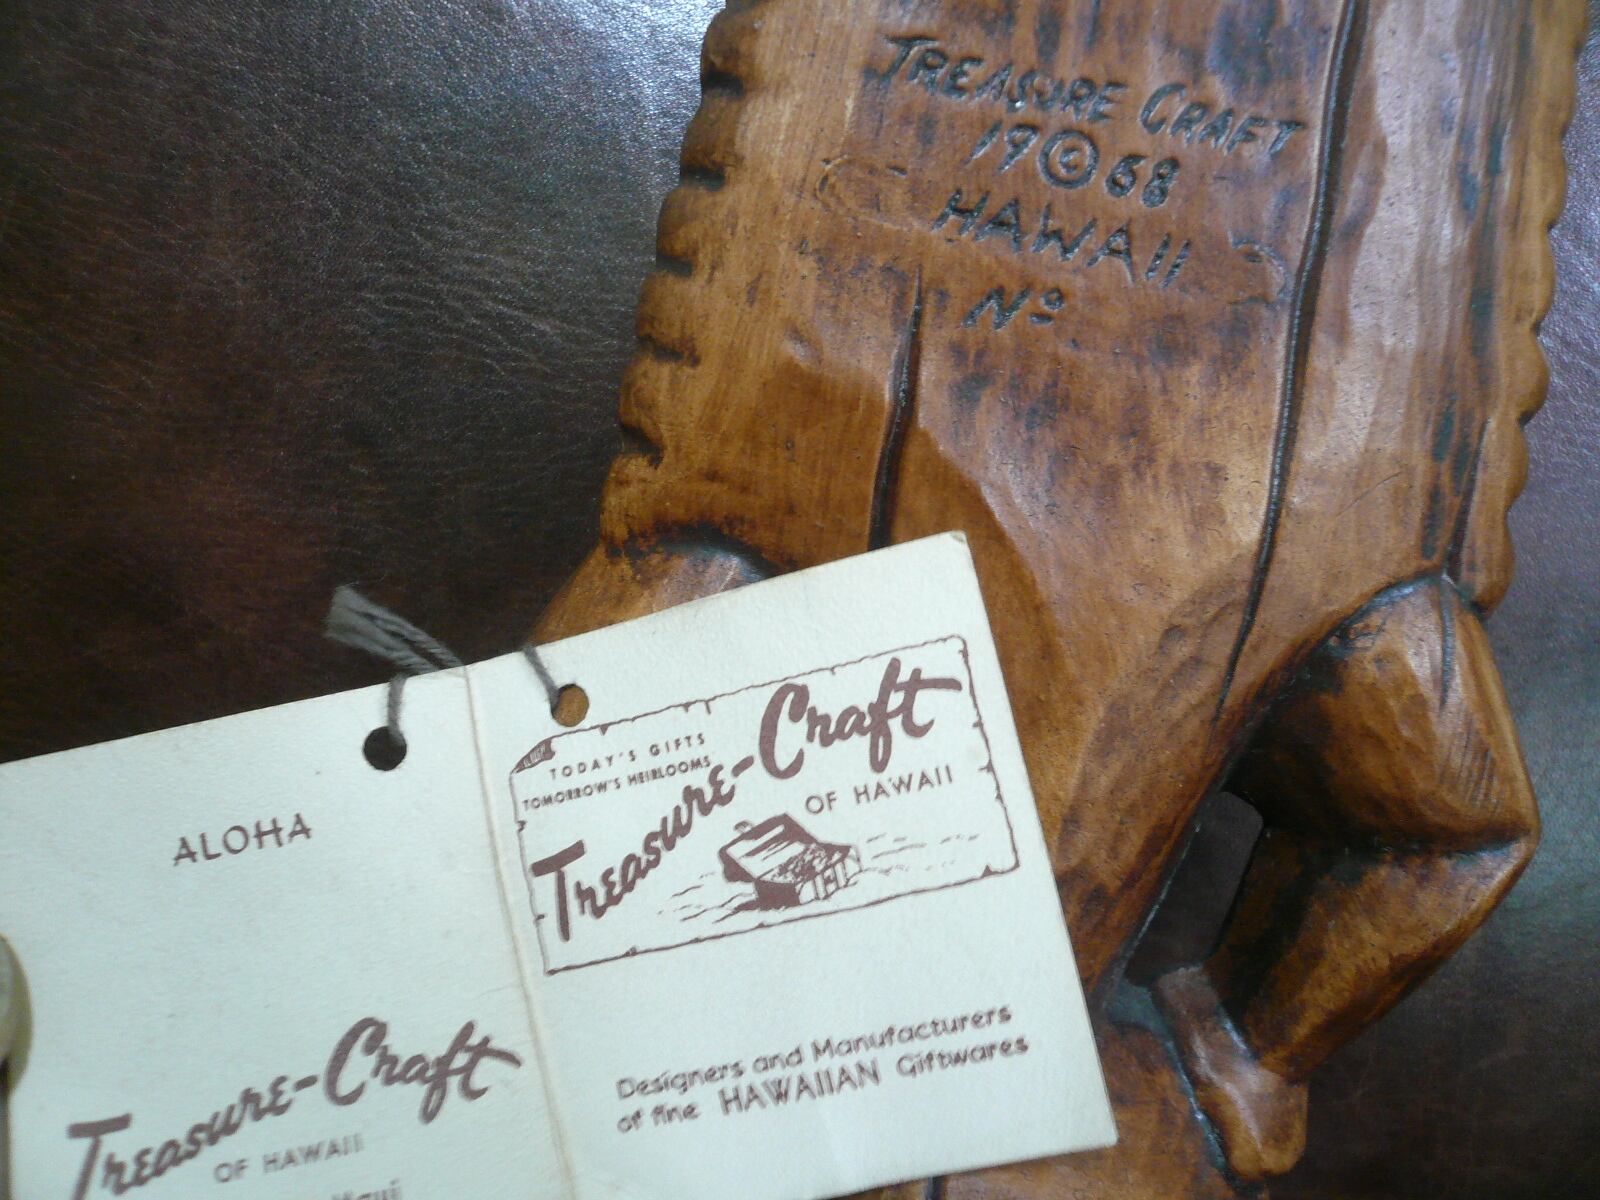 TREASURE CRAFT
19©68
HAWAII
Nº
ALOHA
Treasure-Craft
OF HAWAII
TODAY'S GIFTS
TOMORROW'S HEIRLOOMS
Treasure-Craft
OF HAWAII
Designers and Manufacturers
of fine HAWAIIAN Giftwares